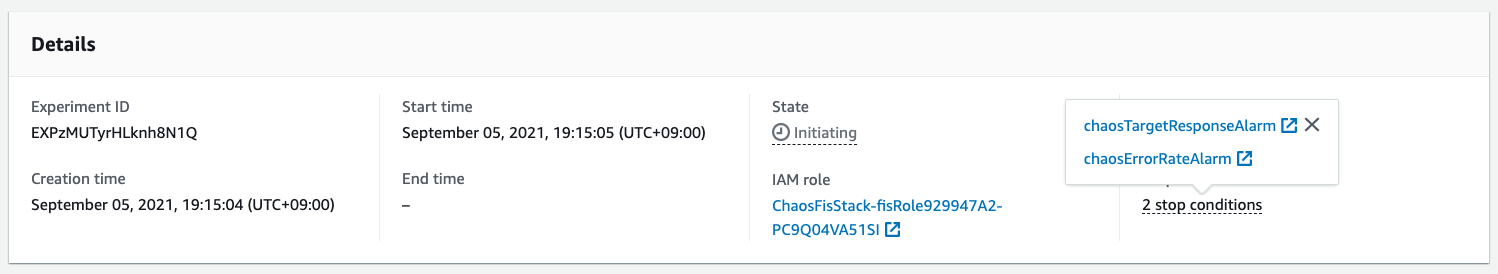 Details
Experiment ID
EXPzMUTyrHLknh8N1Q
Creation time
September 05, 2021, 19:15:04 (UTC+09:00)
Start time
September 05, 2021, 19:15:05 (UTC+09:00)
End time
–
State
Initiating
IAM role
ChaosFisStack-fisRole929947A2-
PC9Q04VA51SI
chaosTargetResponseAlarm
chaosErrorRateAlarm
2 stop conditions